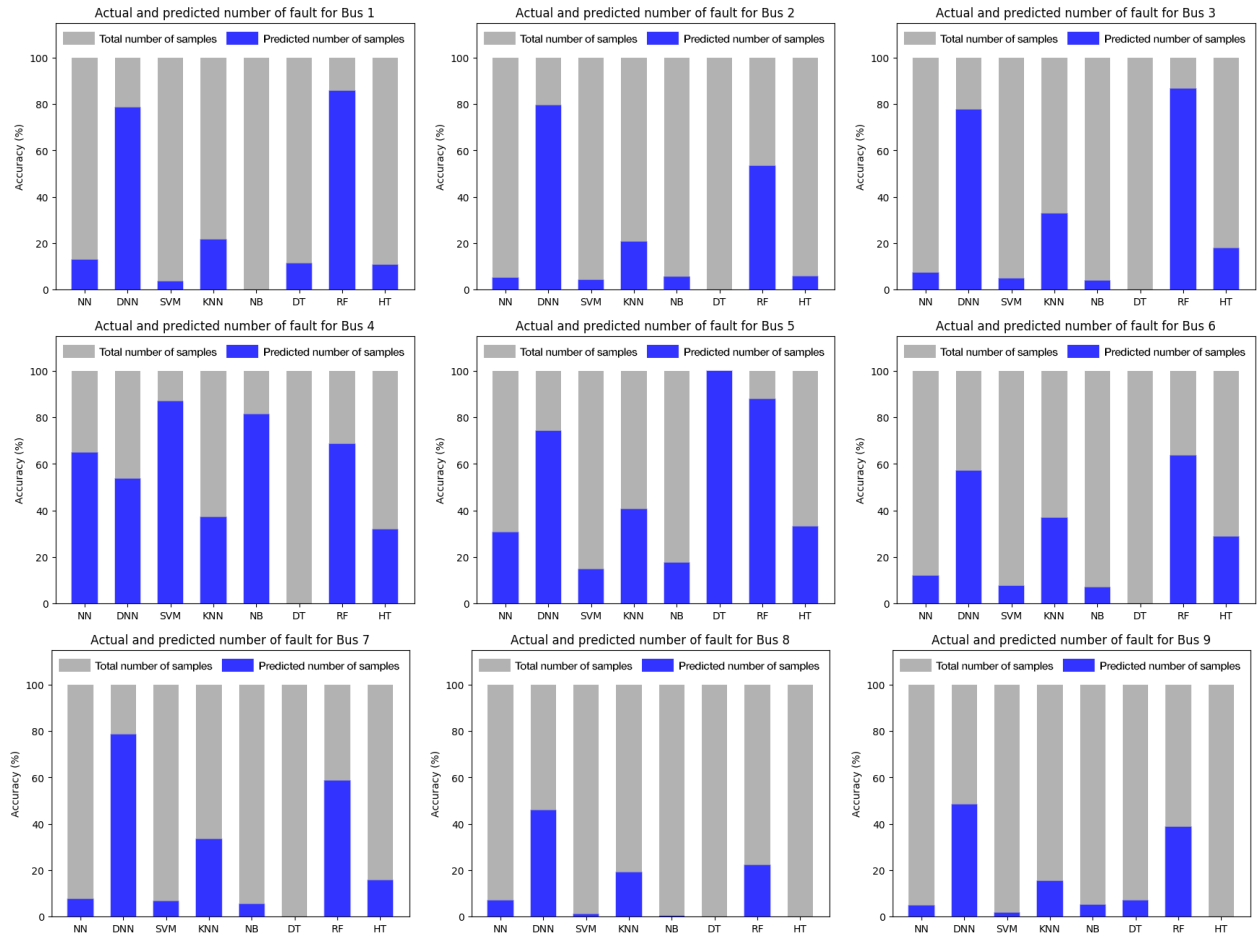 Actual and predicted number of fault for Bus 1
Total number of samples Predicted number of samples
Accuracy (%)
100
80
60
40
20
0
NN DNN SVM KNN NB DT RF HT
Actual and predicted number of fault for Bus 2
Total number of samples Predicted number of samples
Accuracy (%)
100
80
60
40
20
0
NN DNN SVM KNN NB DT RF HT
Actual and predicted number of fault for Bus 3
Total number of samples Predicted number of samples
Accuracy (%)
100
80
60
40
20
0
NN DNN SVM KNN NB DT RF HT
Actual and predicted number of fault for Bus 4
Total number of samples Predicted number of samples
Accuracy (%)
100
80
60
40
20
0
NN DNN SVM KNN NB DT RF HT
Actual and predicted number of fault for Bus 5
Total number of samples Predicted number of samples
Accuracy (%)
100
80
60
40
20
0
NN DNN SVM KNN NB DT RF HT
Actual and predicted number of fault for Bus 6
Total number of samples Predicted number of samples
Accuracy (%)
100
80
60
40
20
0
NN DNN SVM KNN NB DT RF HT
Actual and predicted number of fault for Bus 7
Total number of samples Predicted number of samples
Accuracy (%)
100
80
60
40
20
0
NN DNN SVM KNN NB DT RF HT
Actual and predicted number of fault for Bus 8
Total number of samples Predicted number of samples
Accuracy (%)
100
80
60
40
20
0
NN DNN SVM KNN NB DT RF HT
Actual and predicted number of fault for Bus 9
Total number of samples Predicted number of samples
Accuracy (%)
100
80
60
40
20
0
NN DNN SVM KNN NB DT RF HT